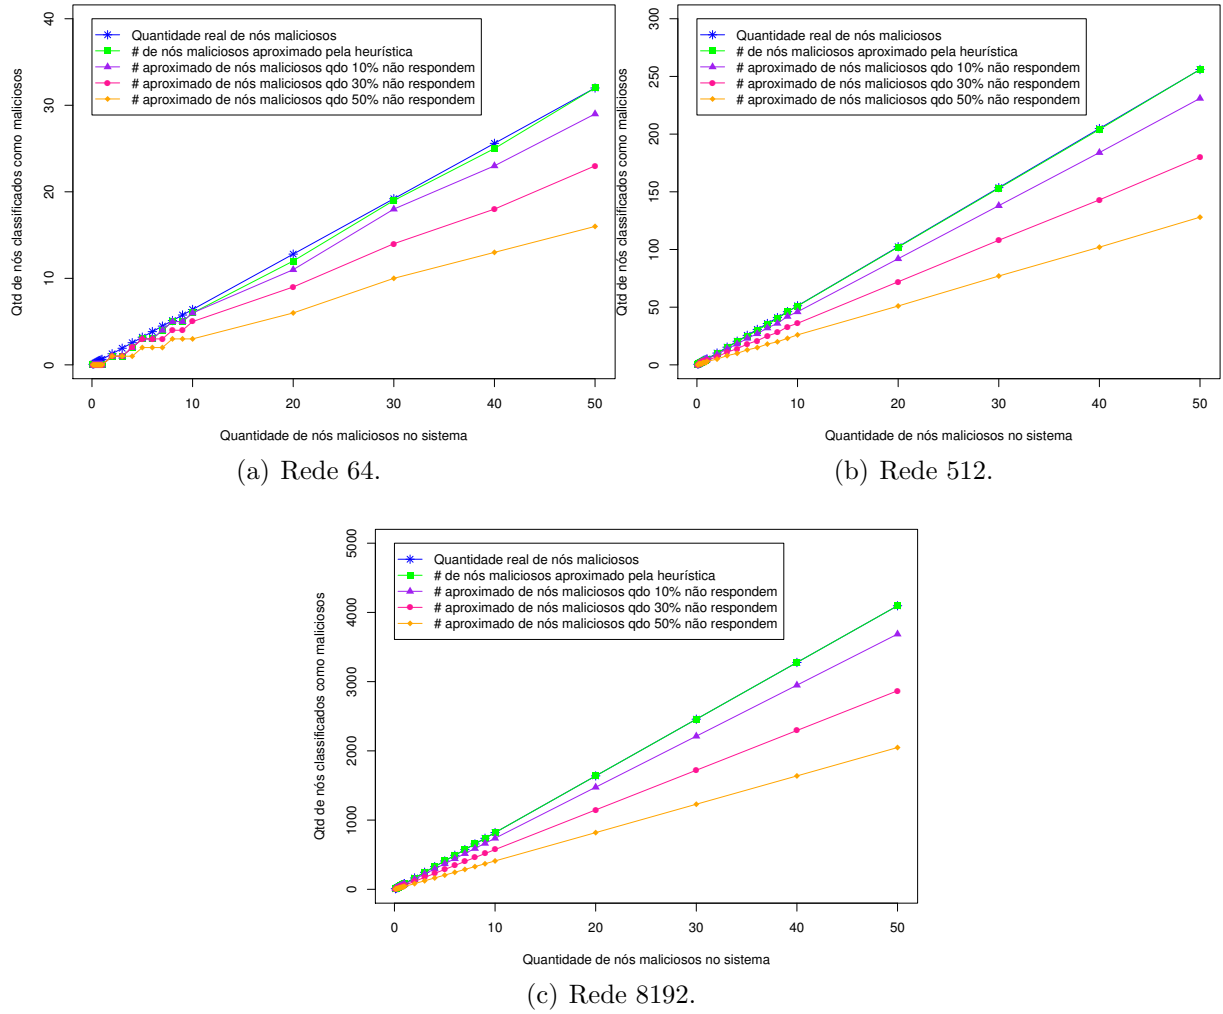 Qtd de nós classificados como maliciosos
40
30
20
10
0
Quantidade real de nós maliciosos
# de nós maliciosos aproximado pela heurística
# aproximado de nós maliciosos qdo 10% não respondem
# aproximado de nós maliciosos qdo 30% não respondem
# aproximado de nós maliciosos qdo 50% não respondem
0 10 20 30 40 50
Quantidade de nós maliciosos no sistema
(a) Rede 64.
Qtd de nós classificados como maliciosos
300
250
200
150
100
50
0
Quantidade real de nós maliciosos
# de nós maliciosos aproximado pela heurística
# aproximado de nós maliciosos qdo 10% não respondem
# aproximado de nós maliciosos qdo 30% não respondem
# aproximado de nós maliciosos qdo 50% não respondem
0 10 20 30 40 50
Quantidade de nós maliciosos no sistema
(b) Rede 512.
Qtd de nós classificados como maliciosos
5000
4000
3000
2000
1000
0
Quantidade real de nós maliciosos
# de nós maliciosos aproximado pela heurística
# aproximado de nós maliciosos qdo 10% não respondem
# aproximado de nós maliciosos qdo 30% não respondem
# aproximado de nós maliciosos qdo 50% não respondem
0 10 20 30 40 50
Quantidade de nós maliciosos no sistema
(c) Rede 8192.